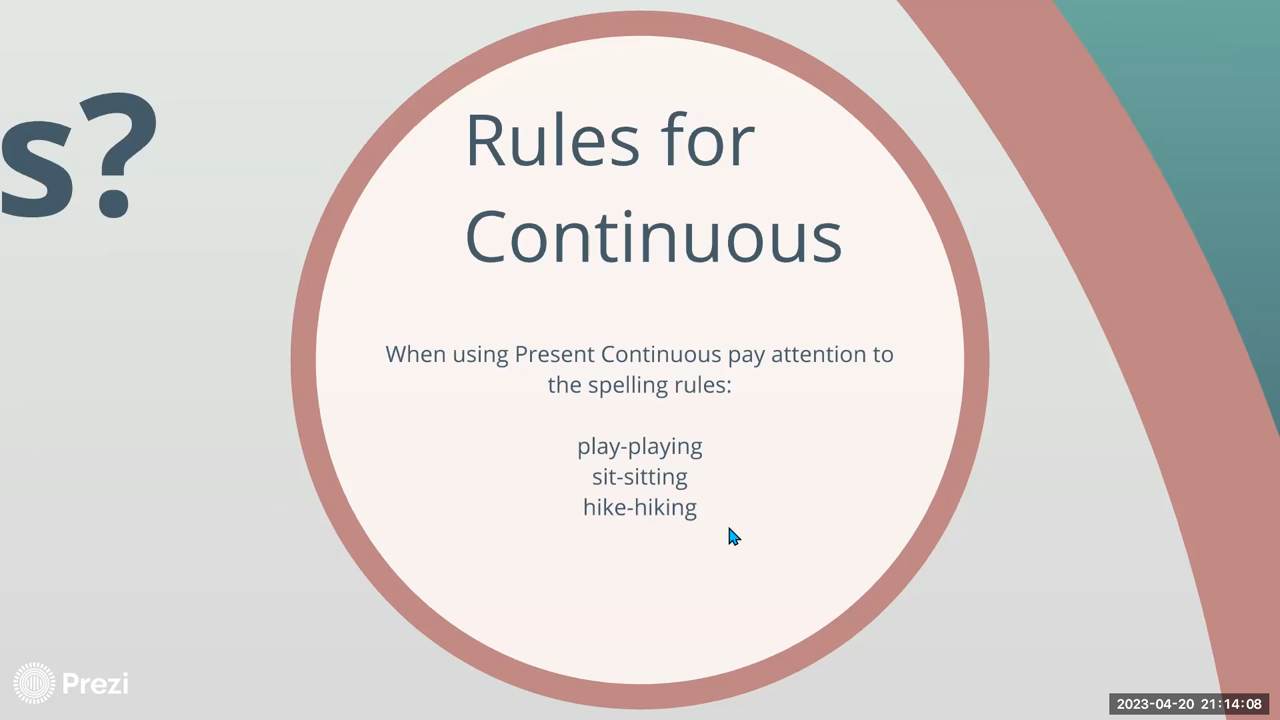 s?
Rules for
Continuous
When using Present Continuous pay attention to
the spelling rules:
play-playing
sit-sitting
hike-hiking
Prezi
2023-04-20 21:14:08